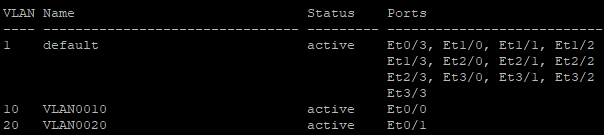 VLAN Name                             Status    Ports
---- -------------------------------- --------- -------------------------------
1    default                          active    Et0/3, Et1/0, Et1/1, Et1/2
                                                Et1/3, Et2/0, Et2/1, Et2/2
                                                Et2/3, Et3/0, Et3/1, Et3/2
                                                Et3/3
10   VLAN0010                         active    Et0/0
20   VLAN0020                         active    Et0/1